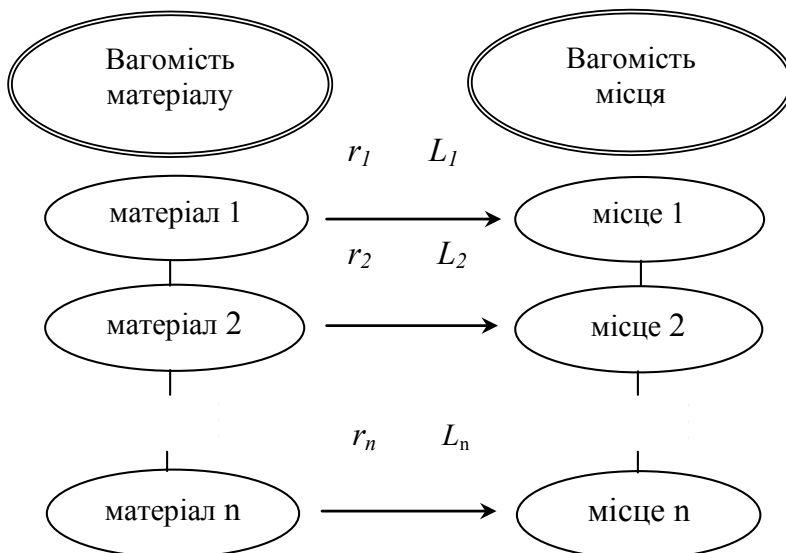 Вагомість
матеріалу
Вагомість
місця
r1 L1
матеріал 1
місце 1
r2 L2
матеріал 2
місце 2
rn Ln
матеріал n
місце n